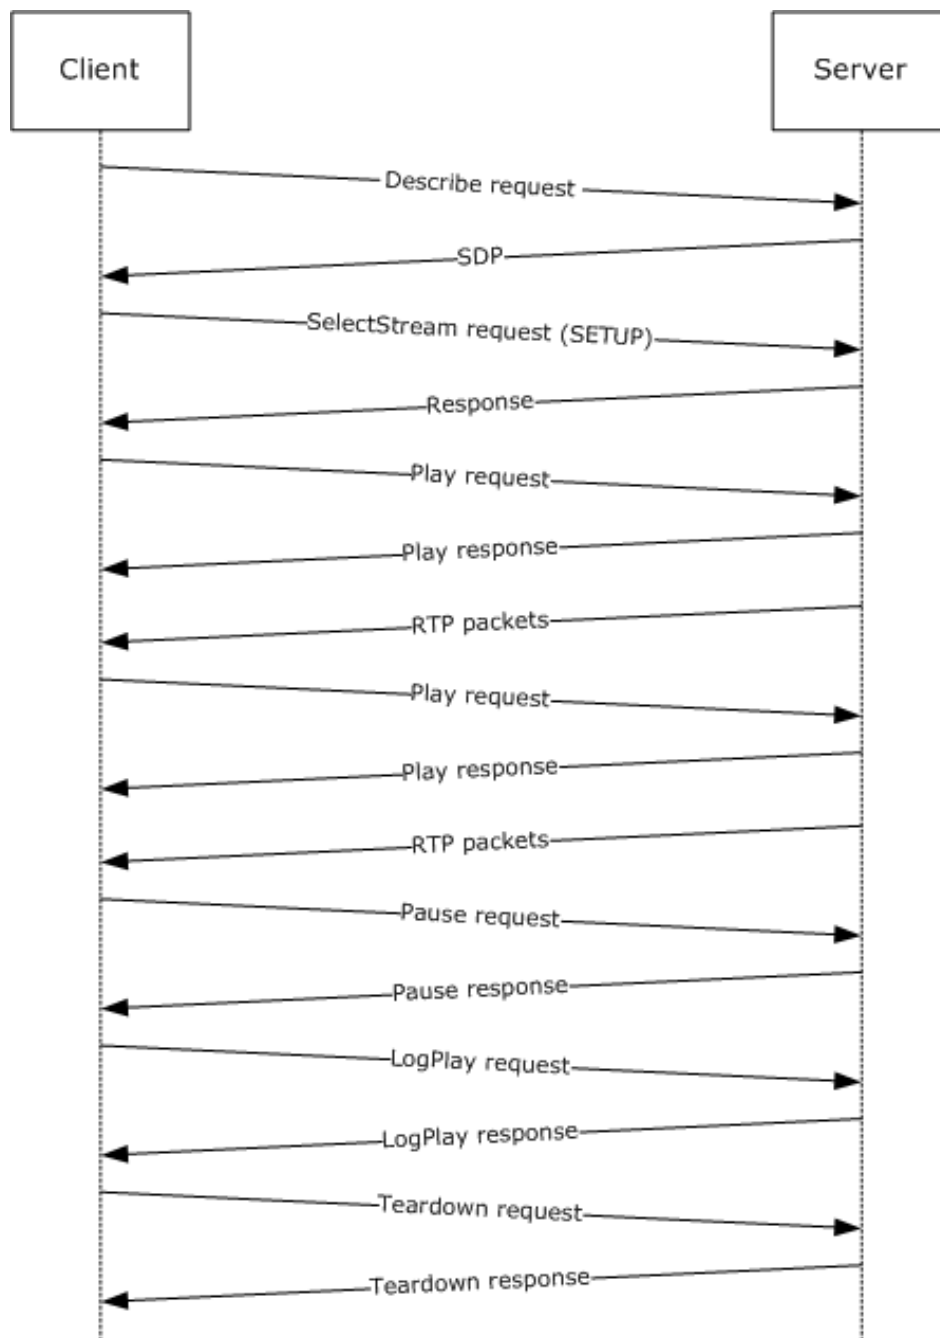 Client
Server
Describe request
SDP
SelectStream request (SETUP)
Response
Play request
Play response
RTP packets
Play request
Play response
RTP packets
Pause request
Pause response
LogPlay request
LogPlay response
Teardown request
Teardown response